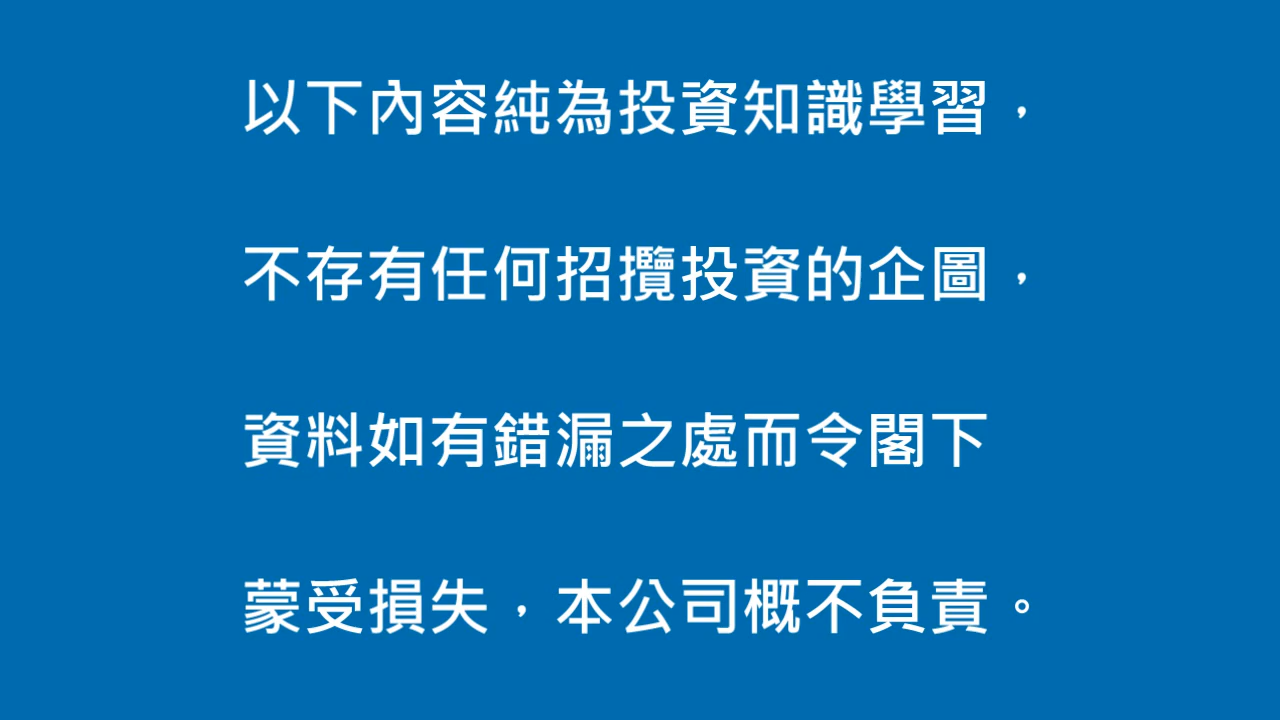 以下內容純為投資知識學習，
不存有任何招攬投資的企圖，
資料如有錯漏之處而令閣下
蒙受損失，本公司概不負責。